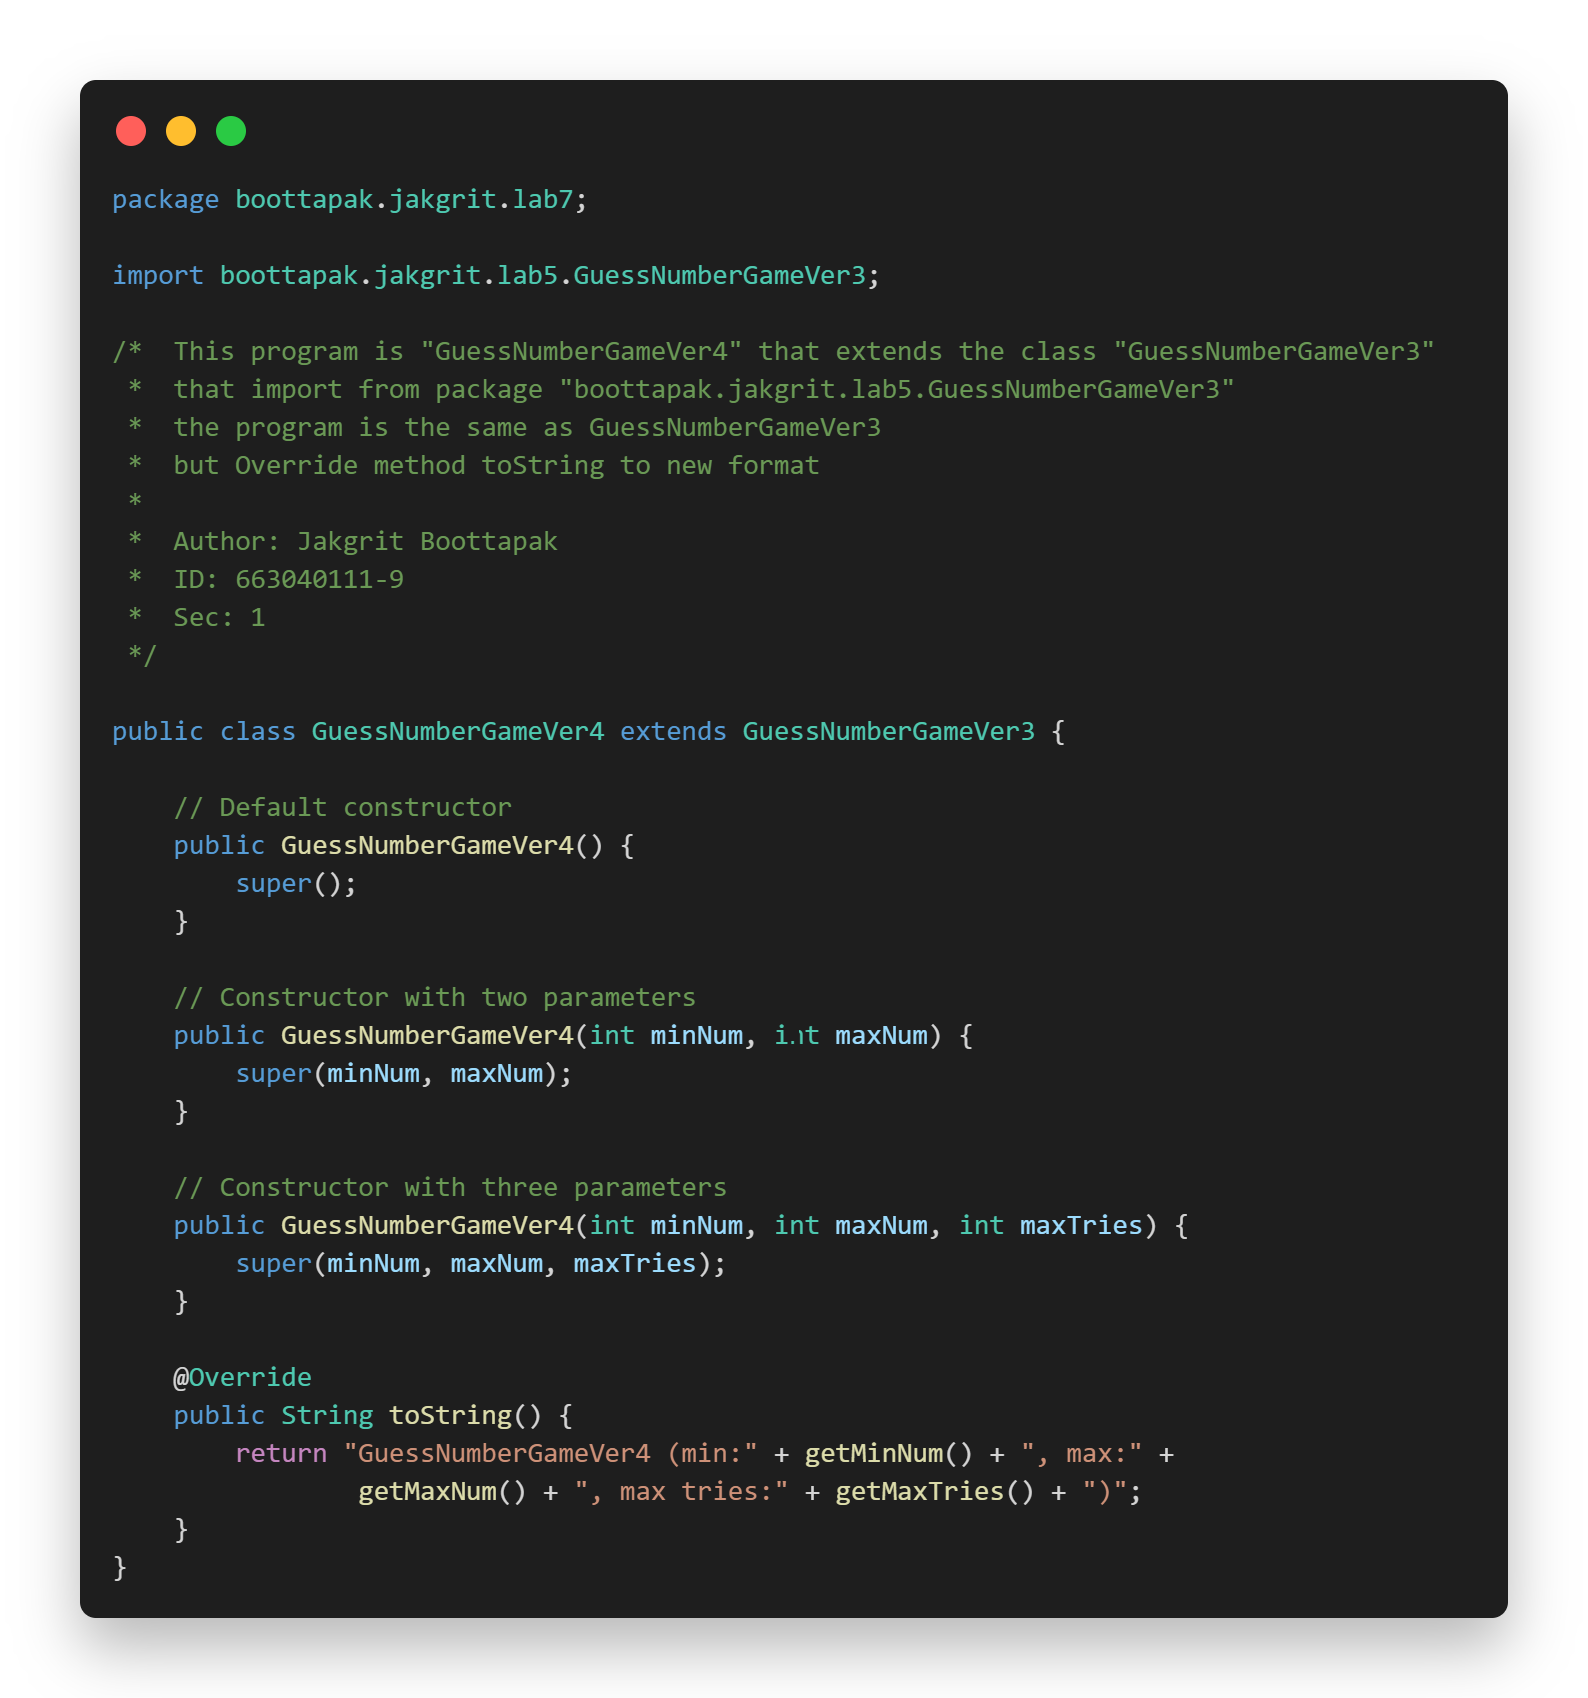 package boottapak.jakgrit.lab7;
import boottapak.jakgrit.lab5.GuessNumberGameVer3;
/*  This program is "GuessNumberGameVer4" that extends the class "GuessNumberGameVer3"
 *  that import from package "boottapak.jakgrit.lab5.GuessNumberGameVer3"
 *  the program is the same as GuessNumberGameVer3
 *  but Override method toString to new format
 *
 *  Author: Jakgrit Boottapak
 *  ID: 663040111-9
 *  Sec: 1
 */
public class GuessNumberGameVer4 extends GuessNumberGameVer3 {
    // Default constructor
    public GuessNumberGameVer4() {
        super();
    }
    // Constructor with two parameters
    public GuessNumberGameVer4(int minNum, int maxNum) {
        super(minNum, maxNum);
    }
    // Constructor with three parameters
    public GuessNumberGameVer4(int minNum, int maxNum, int maxTries) {
        super(minNum, maxNum, maxTries);
    }
    @Override
    public String toString() {
        return "GuessNumberGameVer4 (min:" + getMinNum() + ", max:" +
                getMaxNum() + ", max tries:" + getMaxTries() + ")";
    }
}